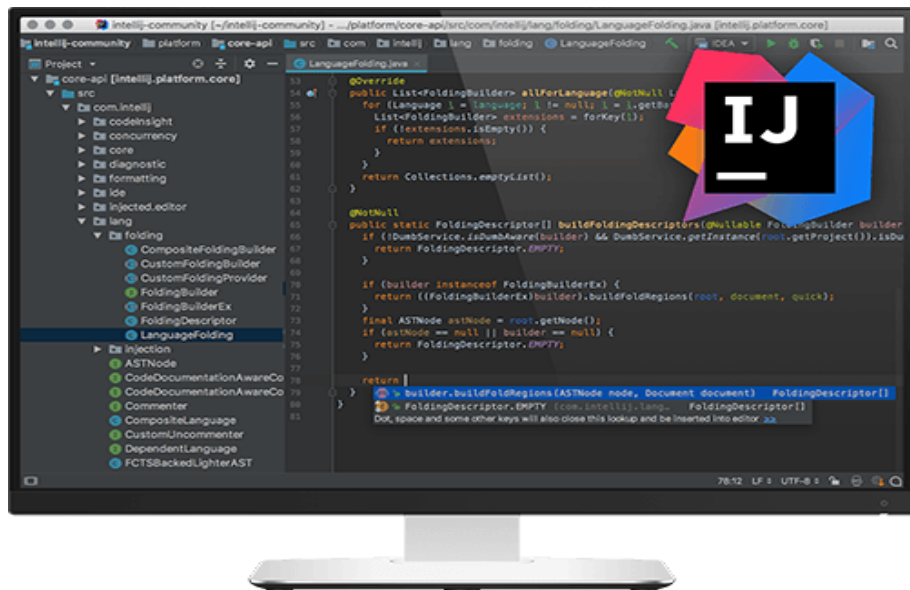 intellij-community [~/intellij-community] - .../platform/core-api/src/com/intellij/lang/folding/LanguageFolding.java [intellij.platform.core]
intellij-community platform core-api src com intellij lang folding LanguageFolding IDEA
Project
LanguageFolding.java
core-api [intellij.platform.core]
src
com.intellij
codeInsight
concurrency
core
diagnostic
formatting
ide
injected.editor
lang
folding
CompositeFoldingBuilder
CustomFoldingBuilder
CustomFoldingProvider
FoldingBuilder
FoldingBuilderEx
FoldingDescriptor
LanguageFolding
injection
ASTNode
CodeDocumentationAwareCo
CodeDocumentationAwareCo
Commenter
CompositeLanguage
CustomUncommenter
DependentLanguage
FCTSBackedLighterAST
53 @Override
54 public List<FoldingBuilder> allForLanguage(@NotNull L
55 for (Language l = language; l != null; l = l.getBa
56 List<FoldingBuilder> extensions = forKey(l);
57 if (!extensions.isEmpty()) {
58 return extensions;
59 }
60 }
61 return Collections.emptyList();
62 }
63
64 @NotNull
65 public static FoldingDescriptor[] buildFoldingDescriptors(@Nullable FoldingBuilder builder
66 if (!DumbService.isDumbAware(builder) && DumbService.getInstance(root.getProject()).isDu
67 return FoldingDescriptor.EMPTY;
68 }
69
70 if (builder instanceof FoldingBuilderEx) {
71 return ((FoldingBuilderEx)builder).buildFoldRegions(root, document, quick);
72 }
73 final ASTNode astNode = root.getNode();
74 if (astNode == null || builder == null) {
75 return FoldingDescriptor.EMPTY;
76 }
77
78 return
79 }
80 }
81
builder.buildFoldRegions(ASTNode node, Document document) FoldingDescriptor[]
FoldingDescriptor.EMPTY (com.intellij.lang… FoldingDescriptor[]
Dot, space and some other keys will also close this lookup and be inserted into editor >>
78:12 LF UTF-8
IJ